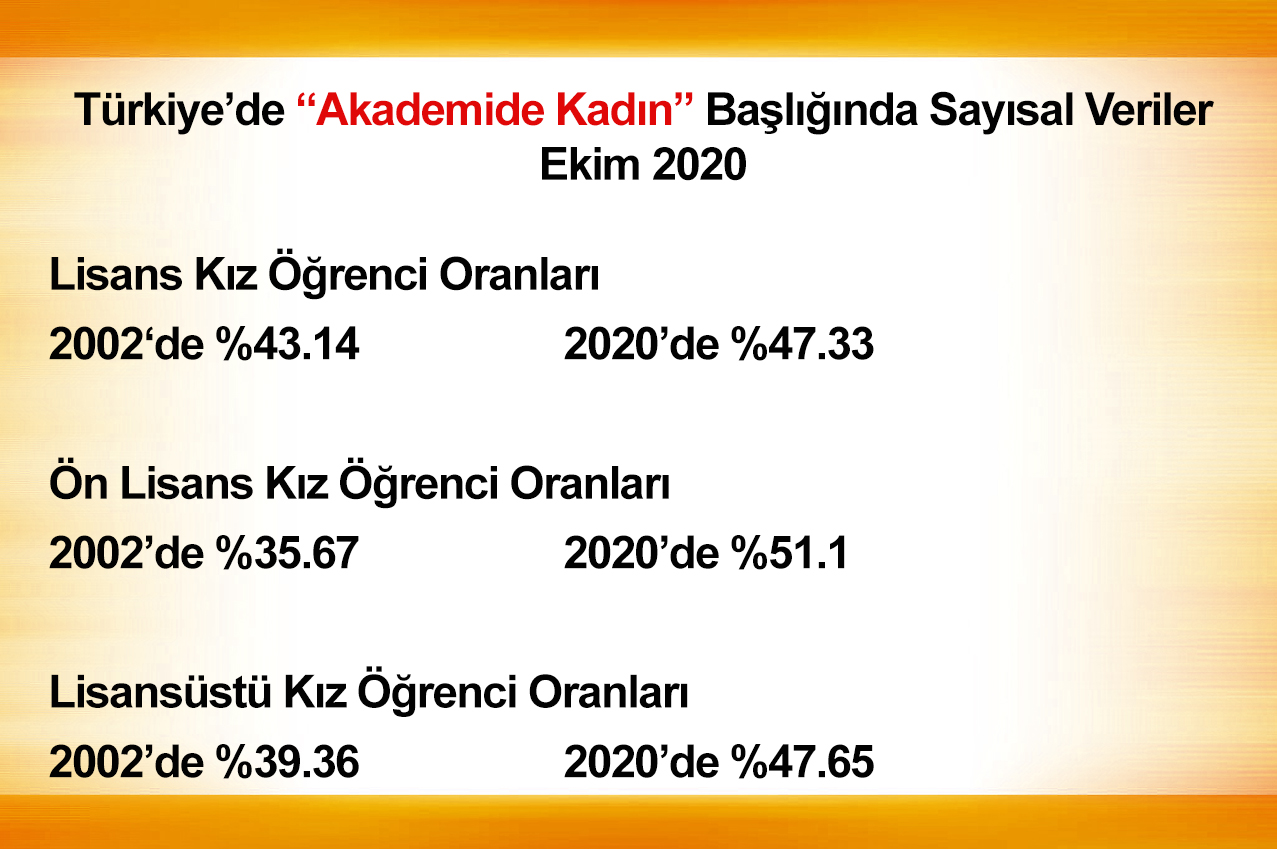 Türkiye’de “Akademide Kadın” Başlığında Sayısal Veriler
Ekim 2020
Lisans Kız Öğrenci Oranları
2002‘de %43.14 2020’de %47.33
Ön Lisans Kız Öğrenci Oranları
2002’de %35.67 2020’de %51.1
Lisansüstü Kız Öğrenci Oranları
2002’de %39.36 2020’de %47.65